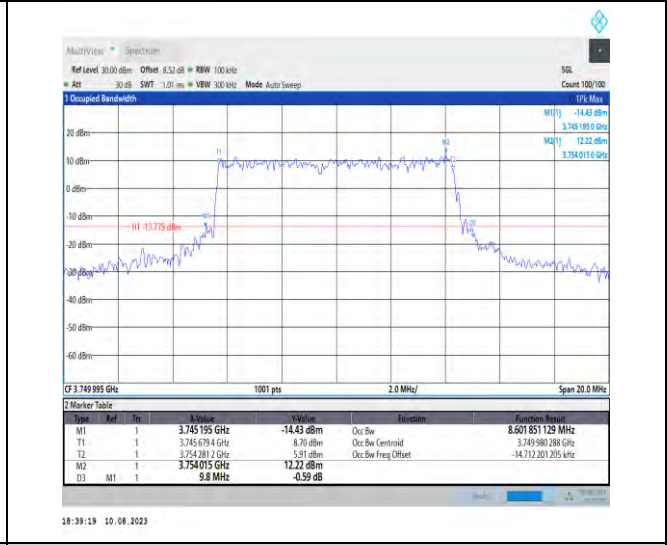 MultiView Spectrum
Ref Level 30.00 dBm Offset 8.52 dB RBW 100 kHz SGL
Att 30 dB SWT 1.01 ms VBW 300 kHz Mode Auto Sweep Count 100/100
1 Occupied Bandwidth 1Pk Max
M1[1] -14.43 dBm
3.745 195 0 GHz
M2[1] 12.22 dBm
3.754 015 0 GHz
20 dBm
M2
T1
10 dBm
0 dBm
-10 dBm
H1 -13.779 dBm
D3
-20 dBm
-30 dBm
-40 dBm
-50 dBm
-60 dBm
CF 3.749 995 GHz 1001 pts 2.0 MHz/ Span 20.0 MHz
2 Marker Table
Type Ref Trc X-Value Y-Value Function Function Result
M1 1 3.745 195 GHz -14.43 dBm Occ Bw 8.601 851 129 MHz
T1 1 3.745 679 4 GHz 8.70 dBm Occ Bw Centroid 3.749 980 288 GHz
T2 1 3.754 281 2 GHz 5.91 dBm Occ Bw Freq Offset -14.712 201 205 kHz
M2 1 3.754 015 GHz 12.22 dBm
D3 M1 1 9.8 MHz -0.59 dB
Ready
18:39:19 10.08.2023